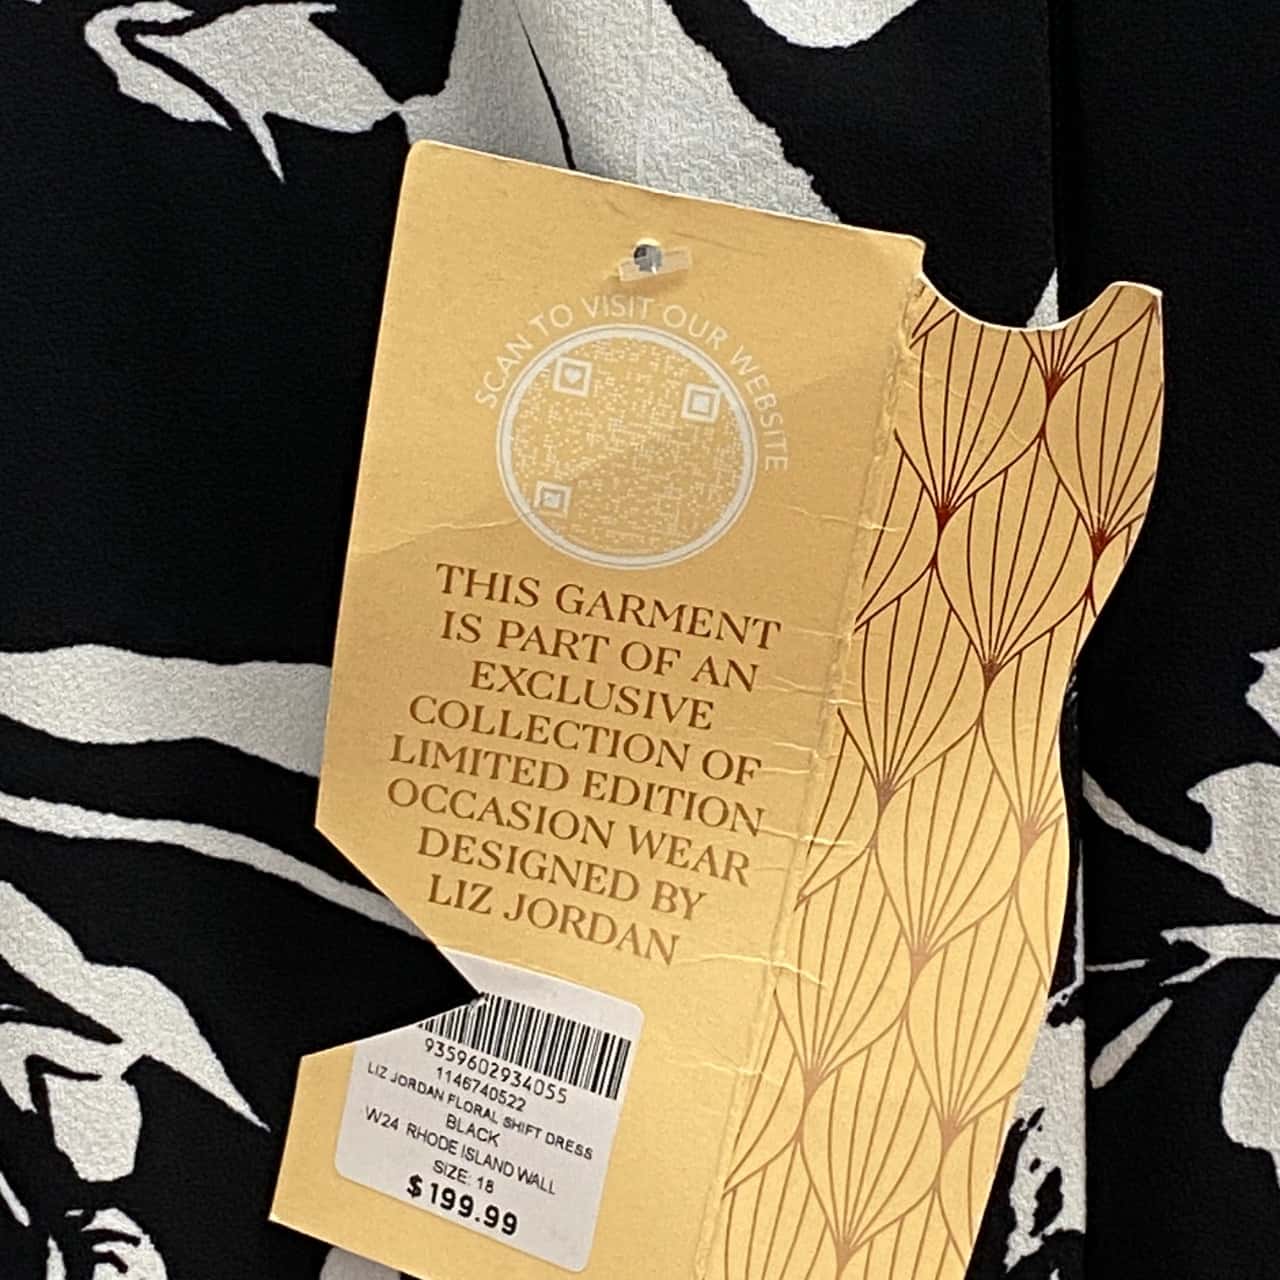 SCAN TO VISIT OUR WEBSITE
THIS GARMENT
IS PART OF AN
EXCLUSIVE
COLLECTION OF
LIMITED EDITION
OCCASION WEAR
DESIGNED BY
LIZ JORDAN
9359602934055
1146740522
LIZ JORDAN FLORAL SHIFT DRESS
BLACK
W24 RHODE ISLAND WALL
SIZE: 18
$199.99